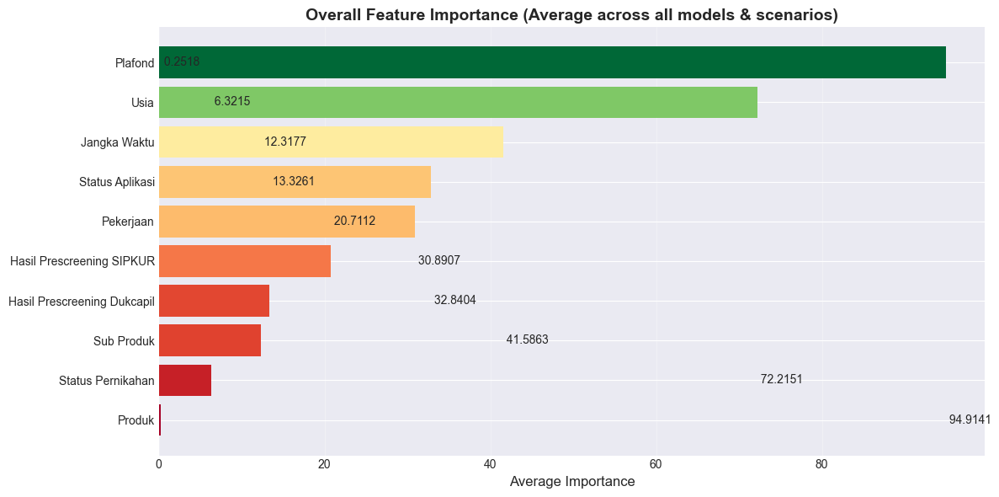 Overall Feature Importance (Average across all models & scenarios)
Plafond 0.2518
Usia 6.3215
Jangka Waktu 12.3177
Status Aplikasi 13.3261
Pekerjaan 20.7112
Hasil Prescreening SIPKUR 30.8907
Hasil Prescreening Dukcapil 32.8404
Sub Produk 41.5863
Status Pernikahan 72.2151
Produk 94.9141
0 20 40 60 80
Average Importance